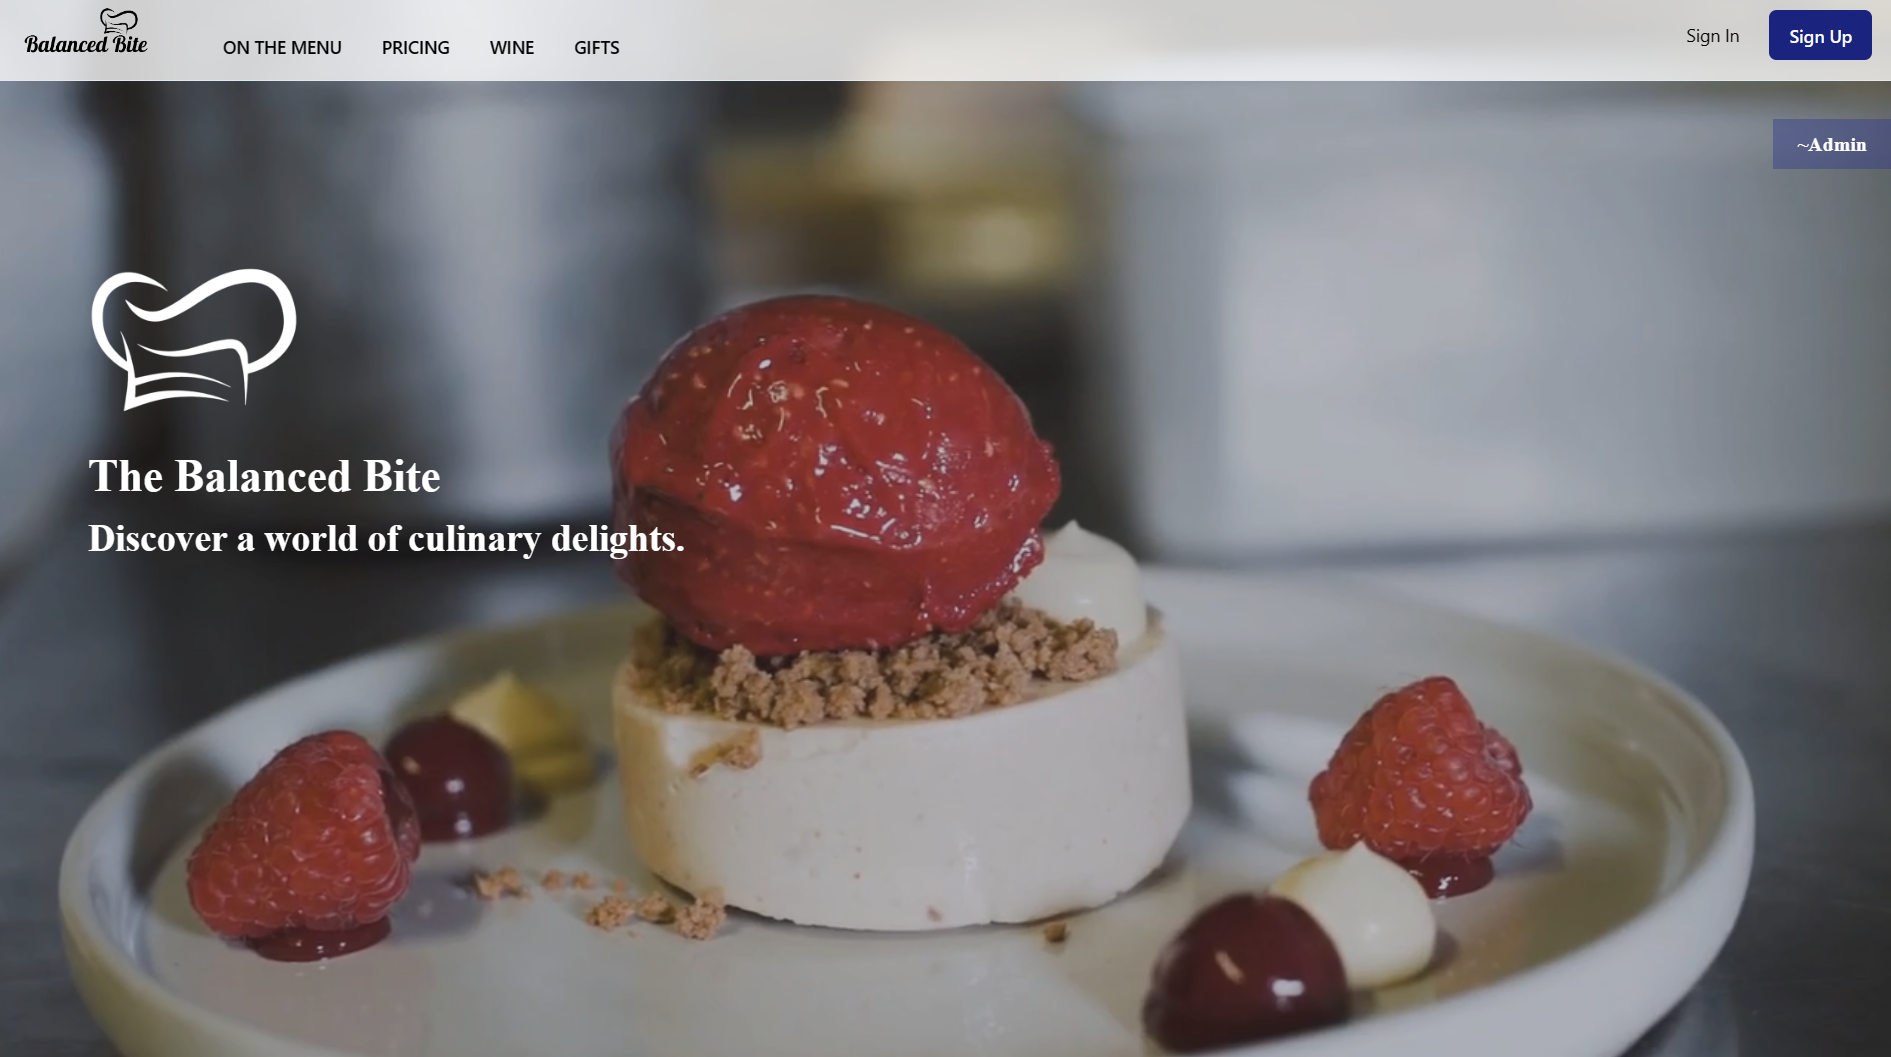 Balanced Bite
ON THE MENU
PRICING
WINE
GIFTS
Sign In
Sign Up
~Admin
The Balanced Bite
Discover a world of culinary delights.